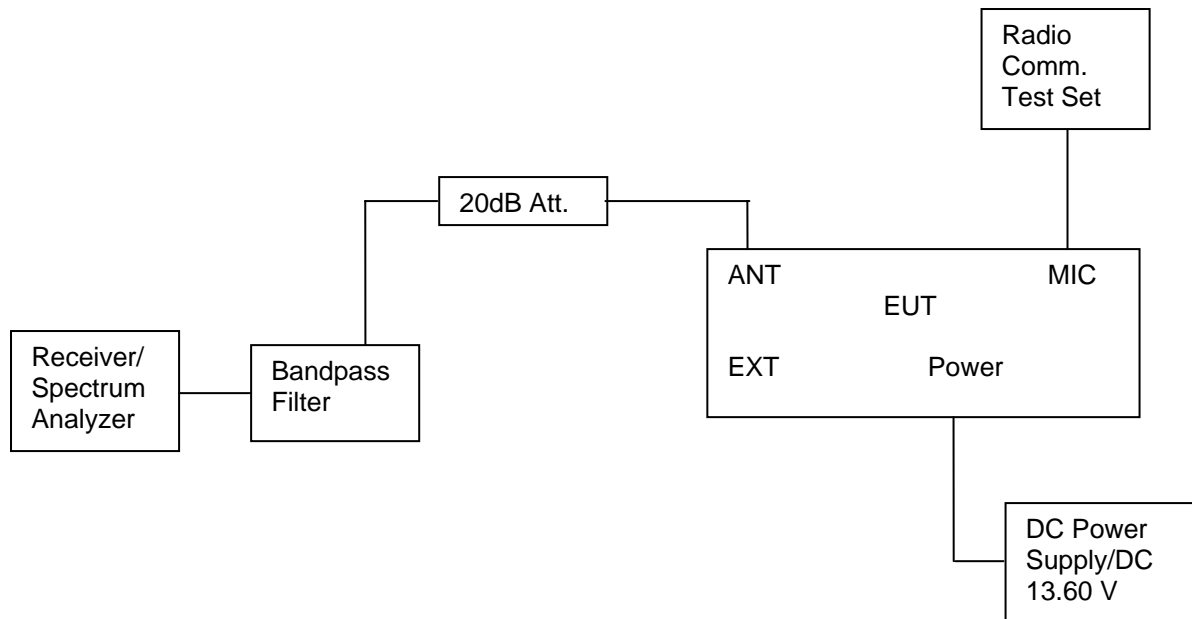 Radio
Comm.
Test Set
20dB Att.
ANT
MIC
EUT
EXT
Power
Receiver/
Spectrum
Analyzer
Bandpass
Filter
DC Power
Supply/DC
13.60 V